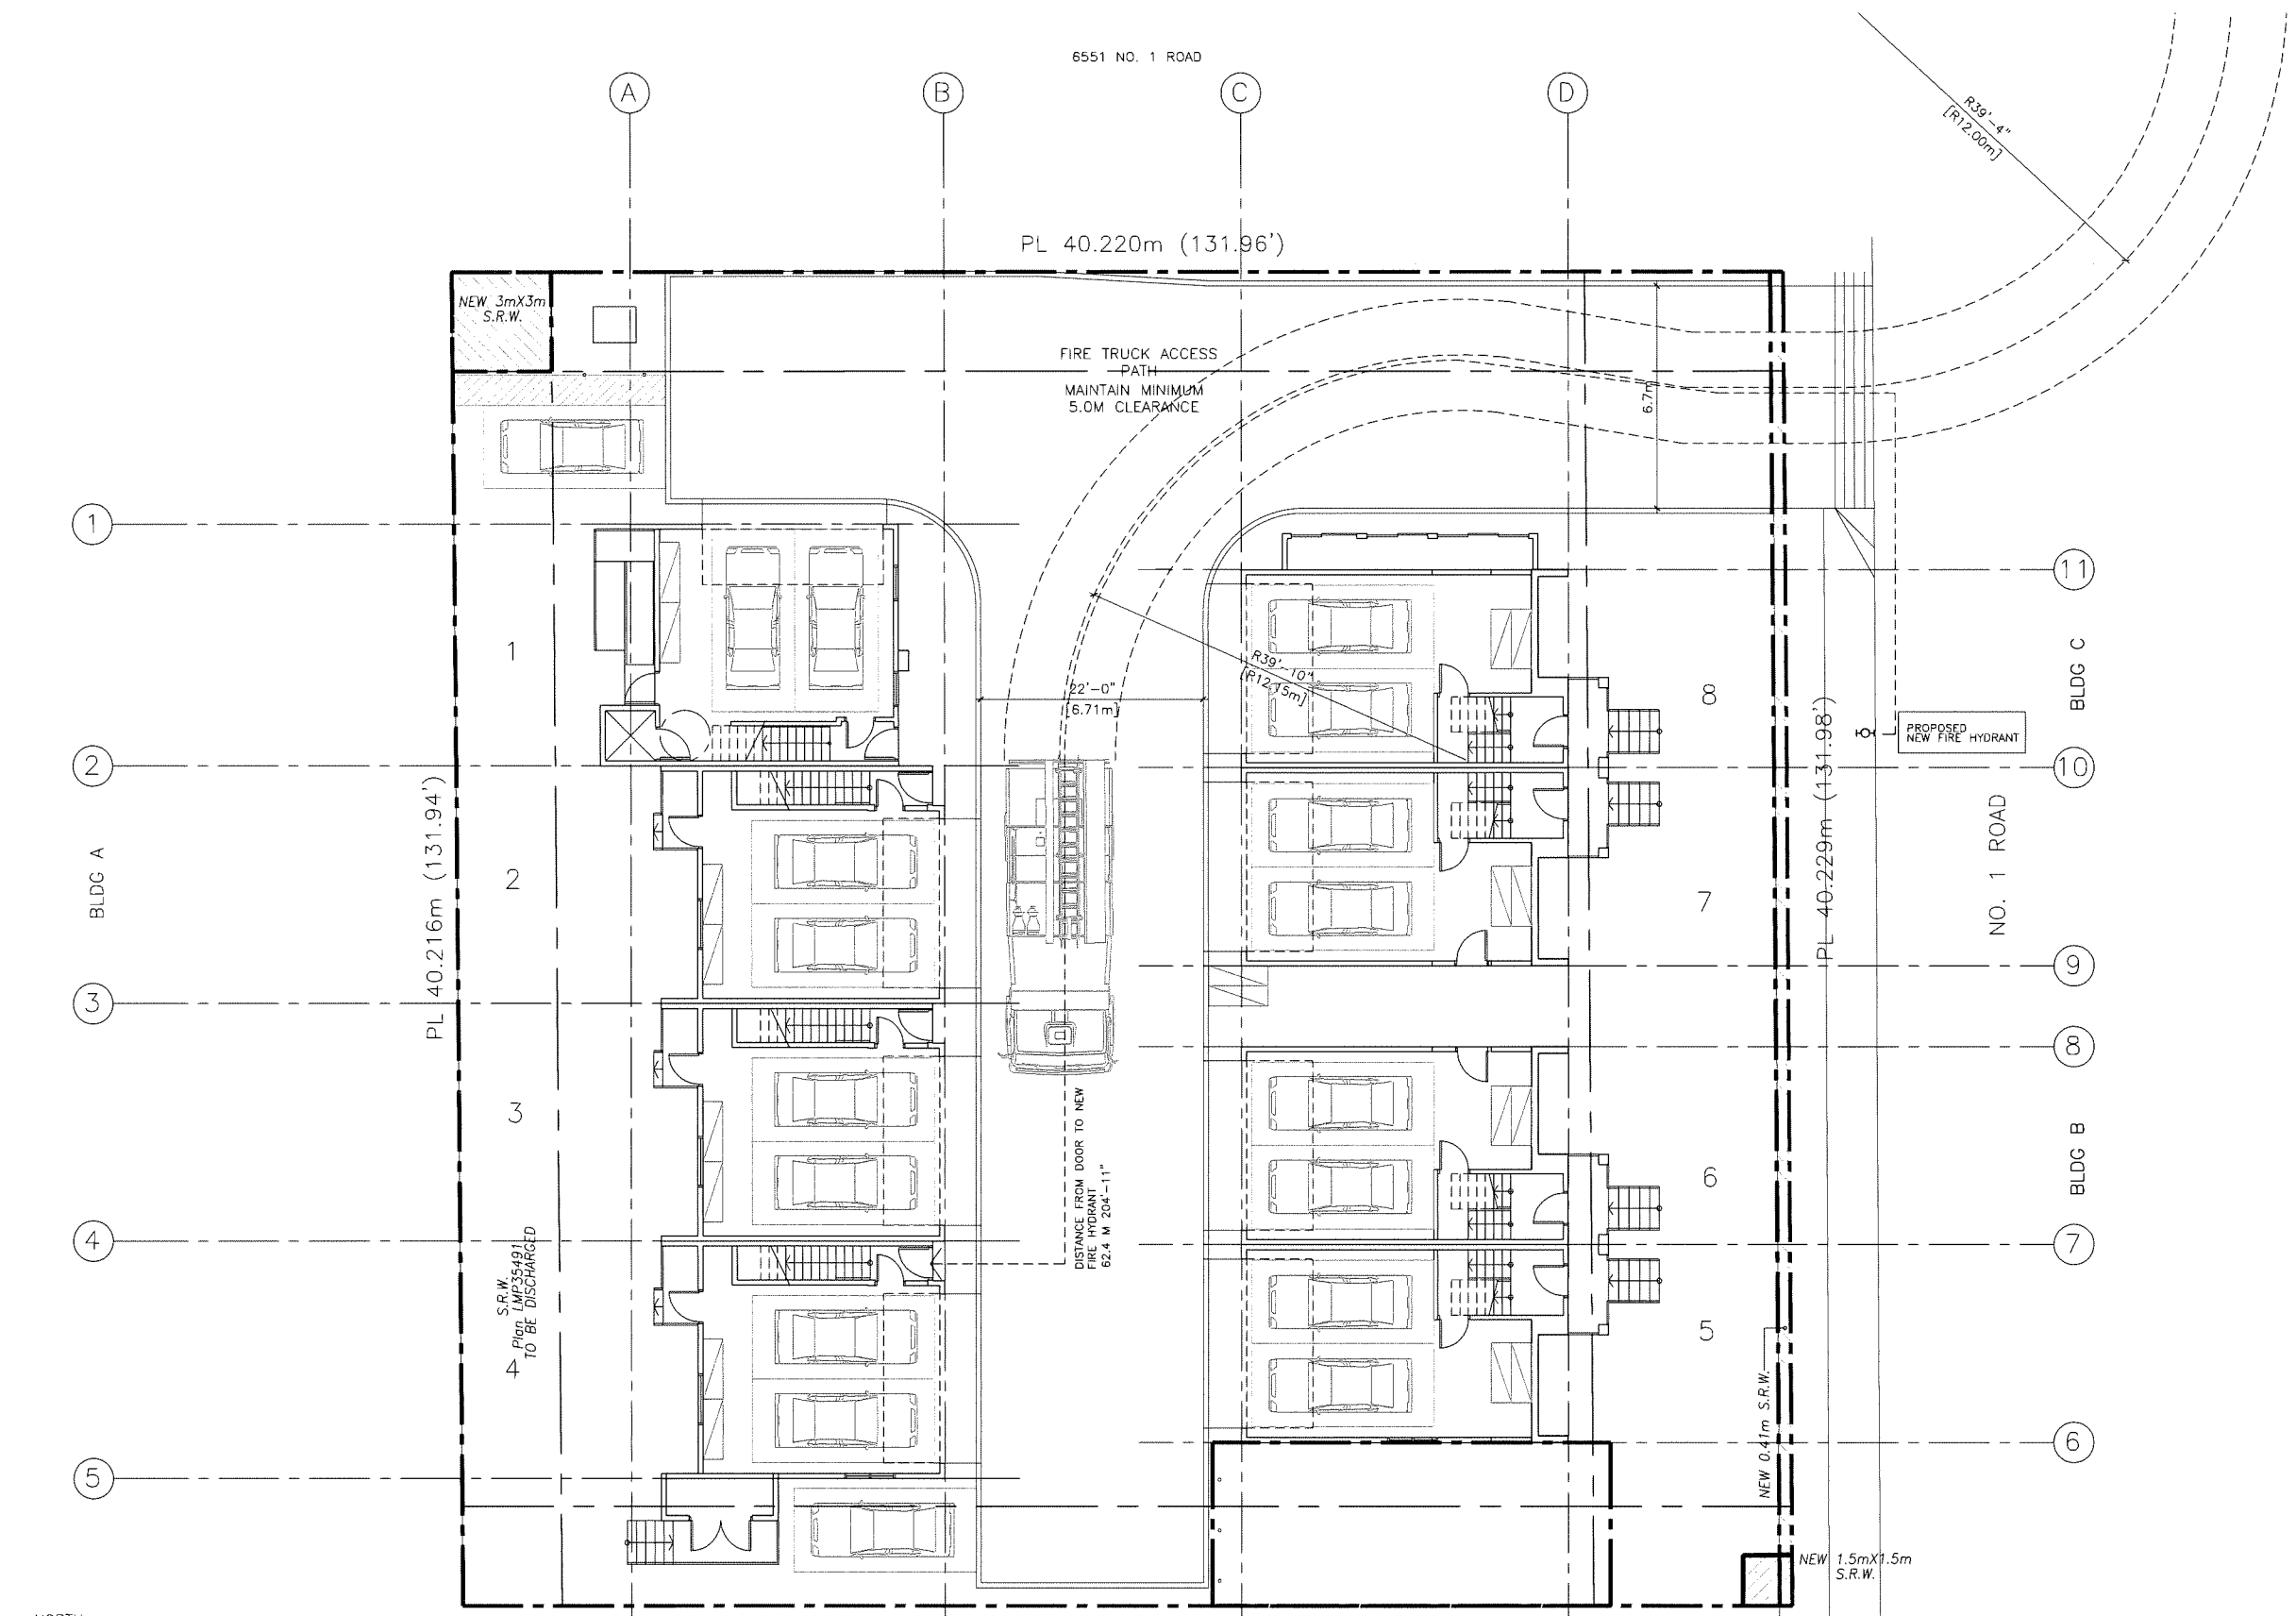 6551 NO. 1 ROAD
A
B
C
D
R39'-4"
[R12.00m]
PL 40.220m (131.96')
NEW 3mX3m
S.R.W.
FIRE TRUCK ACCESS
PATH
MAINTAIN MINIMUM
5.0M CLEARANCE
6.7m
1
11
1
BLDG C
R39'-10"
[R12.15m]
22'-0"
[6.71m]
8
PROPOSED
NEW FIRE HYDRANT
2
10
PL 40.216m (131.94')
PL 40.229m (131.98')
NO. 1 ROAD
BLDG A
2
7
9
3
8
3
DISTANCE FROM DOOR TO NEW
FIRE HYDRANT
62.4 M 204'-11"
6
BLDG B
4
7
S.R.W.
Plan LMP35491
TO BE DISCHARGED
4
5
NEW 0.41m S.R.W.
6
5
NEW 1.5mX1.5m
S.R.W.